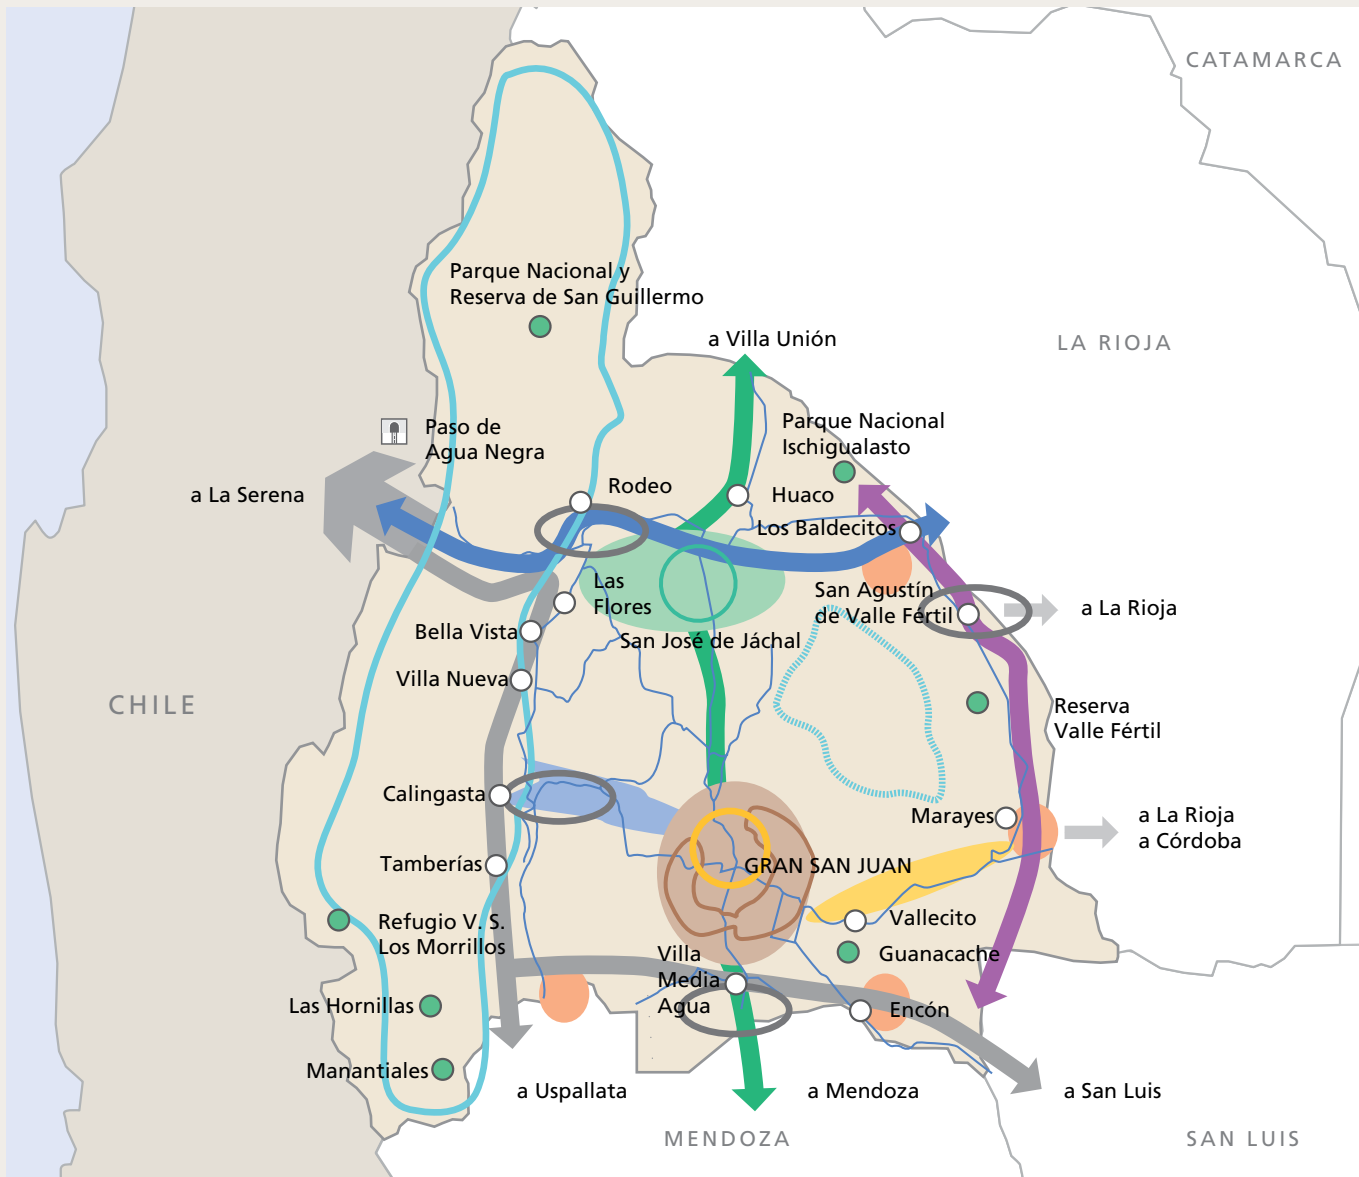 CATAMARCA
Parque Nacional y
Reserva de San Guillermo
a Villa Unión
LA RIOJA
Paso de
Agua Negra
Parque Nacional
Ischigualasto
a La Serena
Rodeo
Huaco
Los Baldecitos
Las
Flores
San Agustín
de Valle Fértil
a La Rioja
Bella Vista
San José de Jáchal
Villa Nueva
CHILE
Reserva
Valle Fértil
Calingasta
Marayes
a La Rioja
a Córdoba
Tamberías
GRAN SAN JUAN
Refugio V. S.
Los Morrillos
Vallecito
Villa
Media
Agua
Guanacache
Las Hornillas
Encón
Manantiales
a Uspallata
a Mendoza
a San Luis
MENDOZA
SAN LUIS